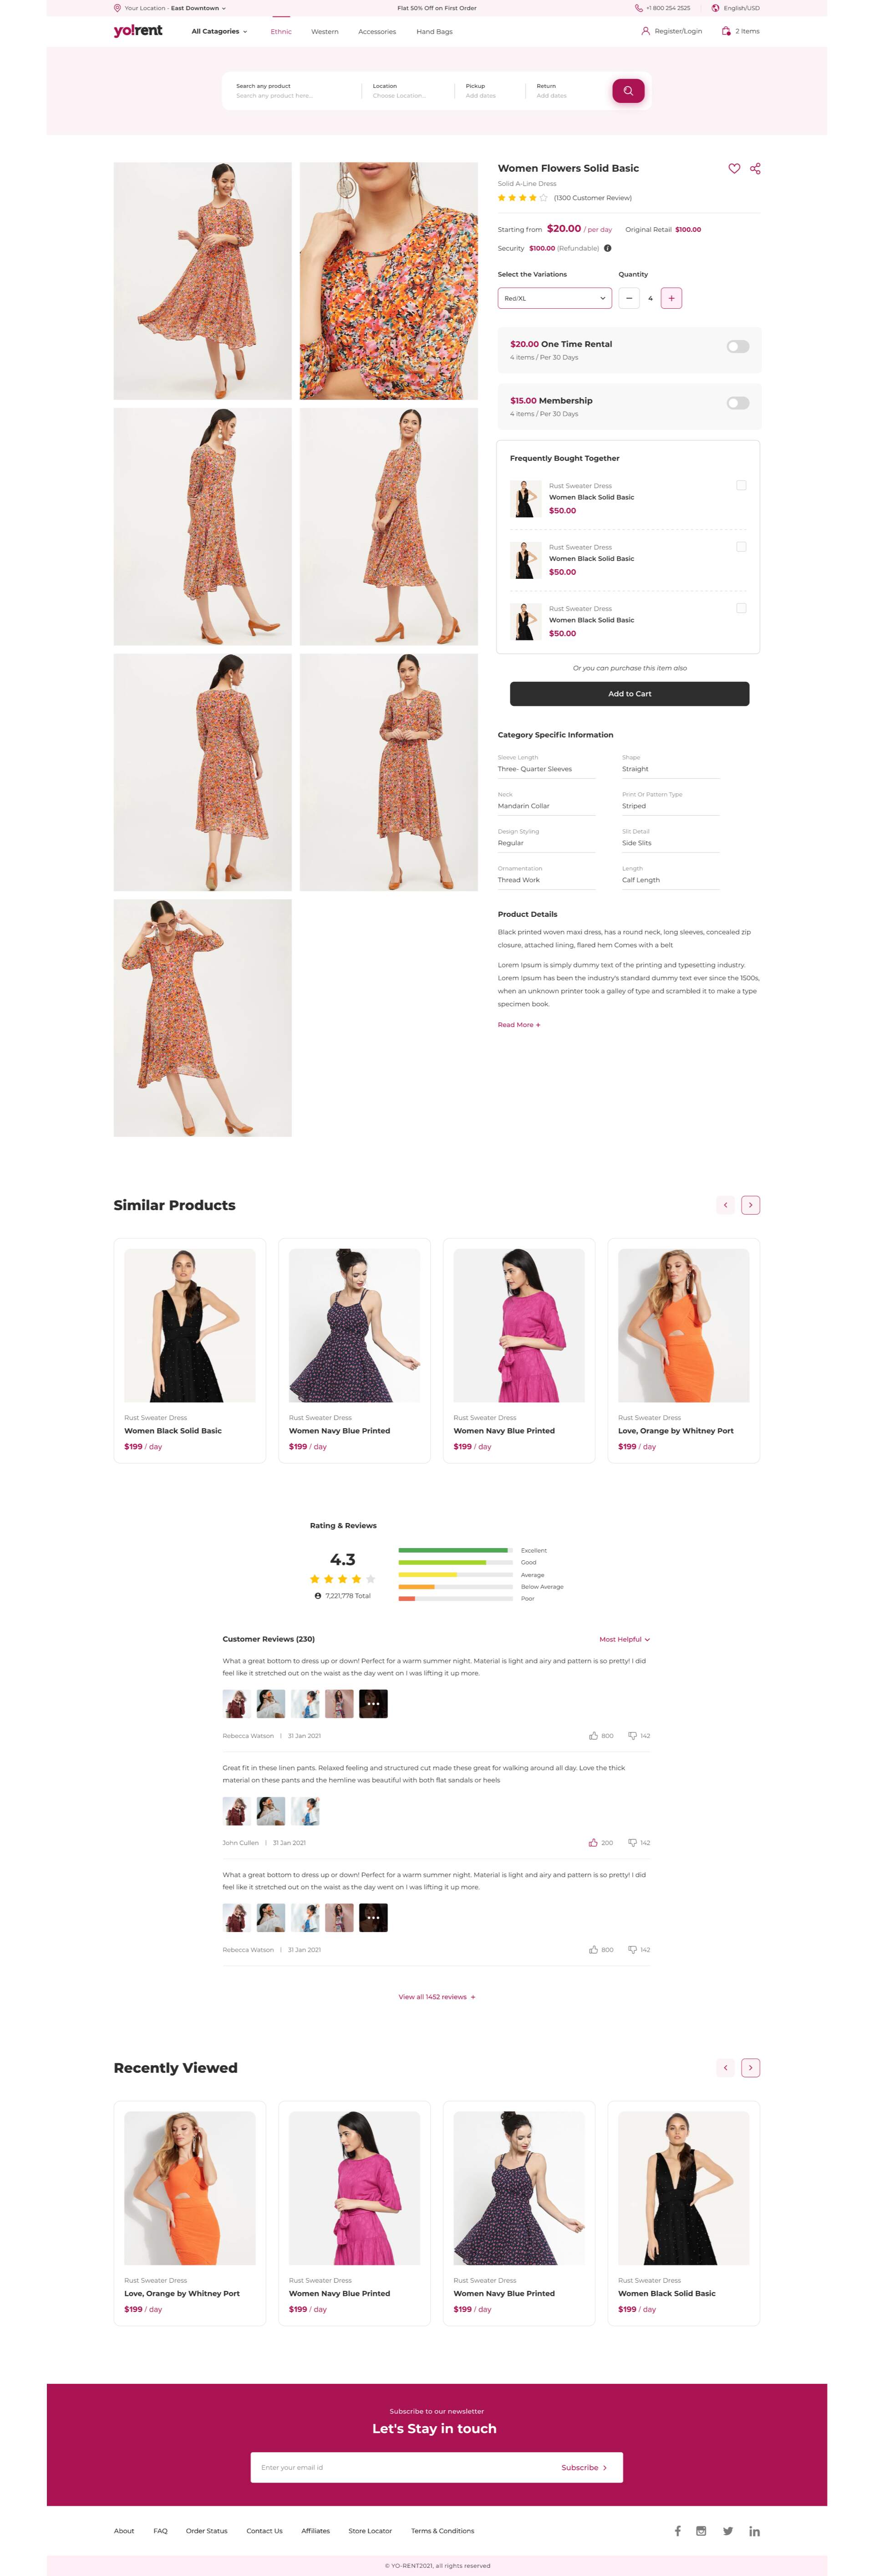 Your Location - East Downtown
Flat 50% Off on First Order
+1 800 254 2525
English/USD
yo!rent
All Catagories
Ethnic
Western
Accessories
Hand Bags
Register/Login
2 Items
Search any product
Search any product here...
Location
Choose Location...
Pickup
Add dates
Return
Add dates
Women Flowers Solid Basic
Solid A-Line Dress
(1300 Customer Review)
Starting from $20.00 / per day Original Retail $100.00
Security $100.00 (Refundable)
Select the Variations
Quantity
Red/XL
4
$20.00 One Time Rental
4 items / Per 30 Days
$15.00 Membership
4 items / Per 30 Days
Frequently Bought Together
Rust Sweater Dress
Women Black Solid Basic
$50.00
Rust Sweater Dress
Women Black Solid Basic
$50.00
Rust Sweater Dress
Women Black Solid Basic
$50.00
Or you can purchase this item also
Add to Cart
Category Specific Information
Sleeve Length
Three- Quarter Sleeves
Shape
Straight
Neck
Mandarin Collar
Print Or Pattern Type
Striped
Design Styling
Regular
Slit Detail
Side Slits
Ornamentation
Thread Work
Length
Calf Length
Product Details
Black printed woven maxi dress, has a round neck, long sleeves, concealed zip
closure, attached lining, flared hem Comes with a belt
Lorem Ipsum is simply dummy text of the printing and typesetting industry.
Lorem Ipsum has been the industry's standard dummy text ever since the 1500s,
when an unknown printer took a galley of type and scrambled it to make a type
specimen book.
Read More +
Similar Products
Rust Sweater Dress
Women Black Solid Basic
$199 / day
Rust Sweater Dress
Women Navy Blue Printed
$199 / day
Rust Sweater Dress
Women Navy Blue Printed
$199 / day
Rust Sweater Dress
Love, Orange by Whitney Port
$199 / day
Rating & Reviews
4.3
7,221,778 Total
Excellent
Good
Average
Below Average
Poor
Customer Reviews (230)
Most Helpful
What a great bottom to dress up or down! Perfect for a warm summer night. Material is light and airy and pattern is so pretty! I did
feel like it stretched out on the waist as the day went on I was lifting it up more.
Rebecca Watson | 31 Jan 2021
800
142
Great fit in these linen pants. Relaxed feeling and structured cut made these great for walking around all day. Love the thick
material on these pants and the hemline was beautiful with both flat sandals or heels
John Cullen | 31 Jan 2021
200
142
What a great bottom to dress up or down! Perfect for a warm summer night. Material is light and airy and pattern is so pretty! I did
feel like it stretched out on the waist as the day went on I was lifting it up more.
Rebecca Watson | 31 Jan 2021
800
142
View all 1452 reviews +
Recently Viewed
Rust Sweater Dress
Love, Orange by Whitney Port
$199 / day
Rust Sweater Dress
Women Navy Blue Printed
$199 / day
Rust Sweater Dress
Women Navy Blue Printed
$199 / day
Rust Sweater Dress
Women Black Solid Basic
$199 / day
Subscribe to our newsletter
Let's Stay in touch
Enter your email id
Subscribe
About
FAQ
Order Status
Contact Us
Affiliates
Store Locator
Terms & Conditions
© YO-RENT2021, all rights reserved